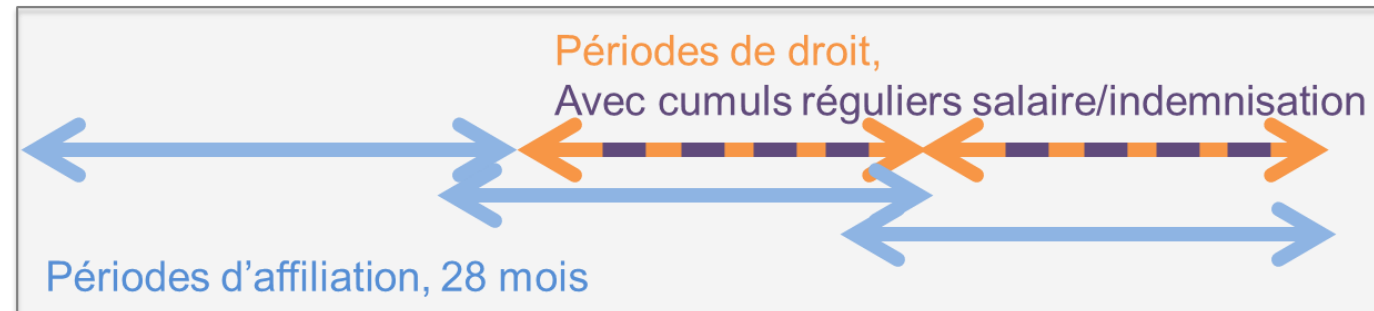 Périodes de droit,
Avec cumuls réguliers salaire/indemnisation
Périodes d’affiliation, 28 mois